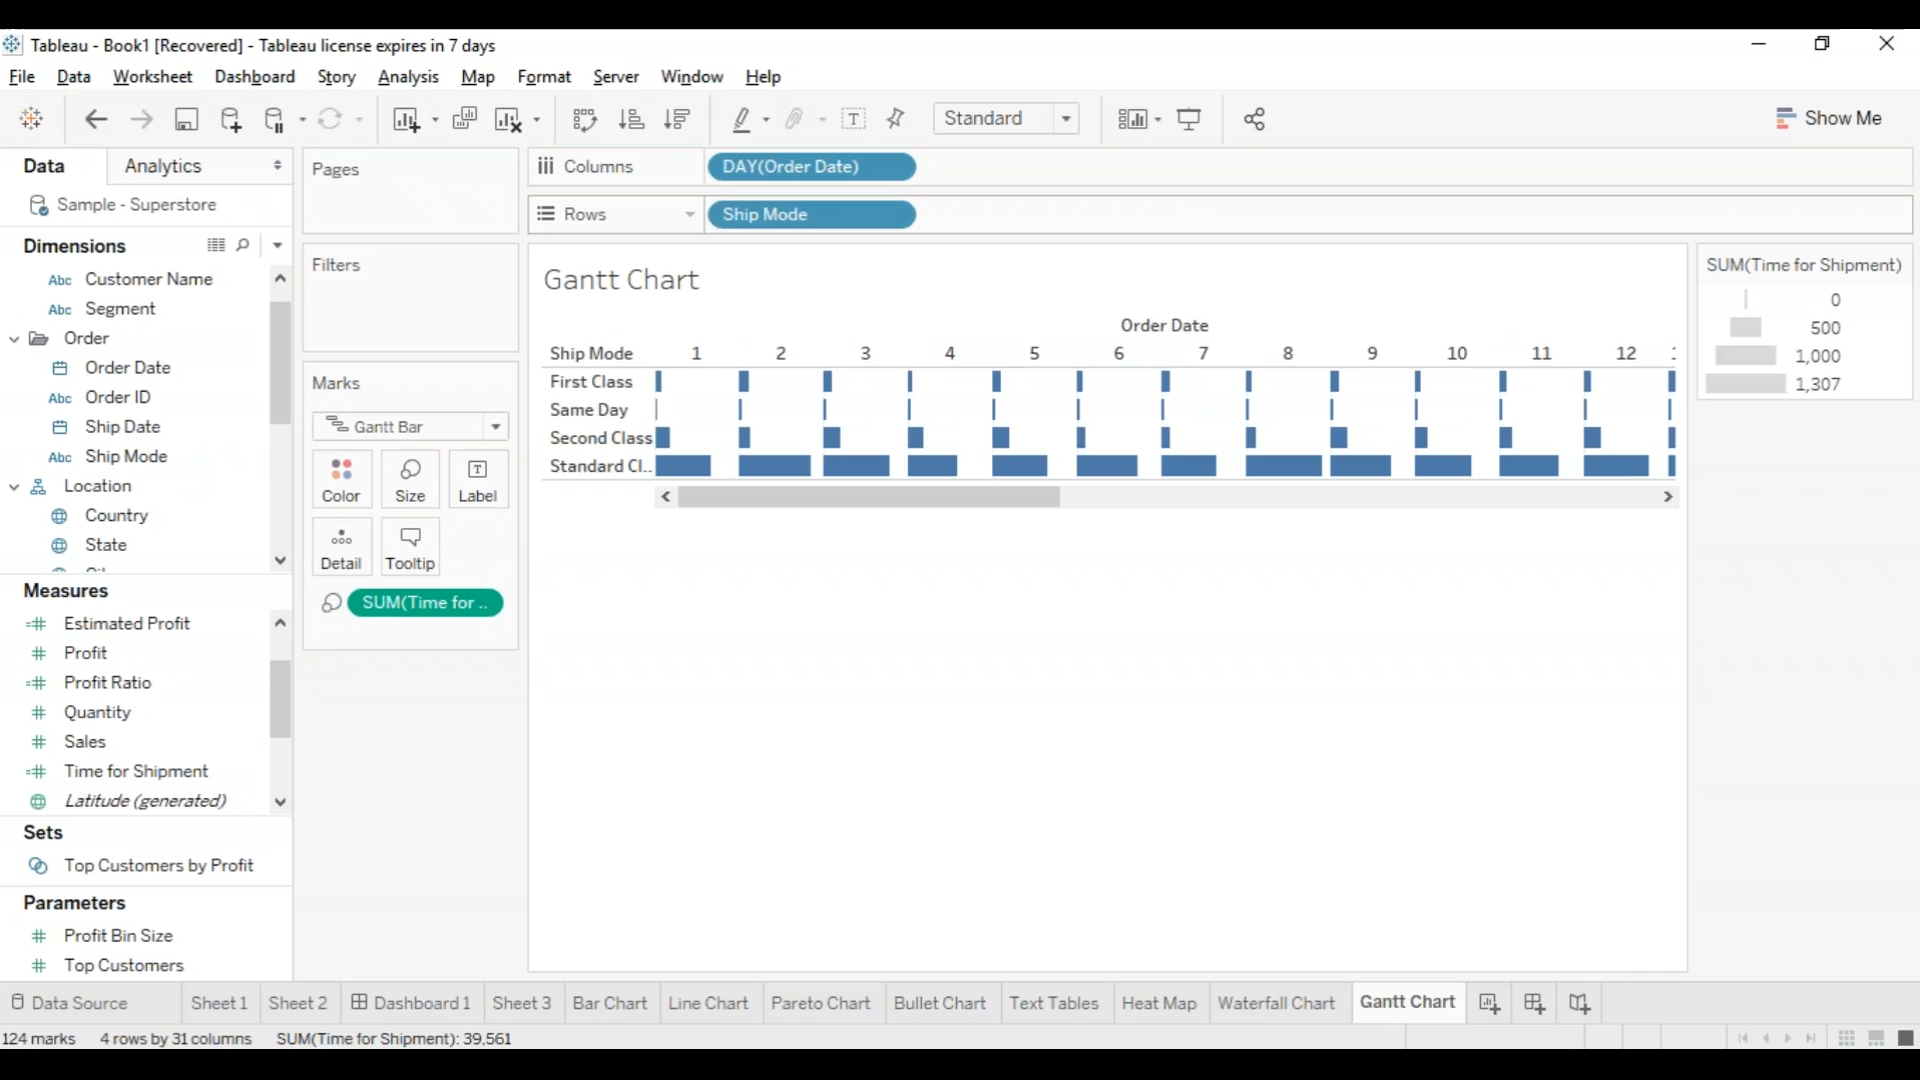 Tableau - Book1 [Recovered] - Tableau license expires in 7 days
File Data Worksheet Dashboard Story Analysis Map Format Server Window Help
Standard
Show Me
Data Analytics
Sample - Superstore
Dimensions
Abc Customer Name
Abc Segment
Order
Order Date
Abc Order ID
Ship Date
Abc Ship Mode
Location
Country
State
Measures
Estimated Profit
Profit
Profit Ratio
Quantity
Sales
Time for Shipment
Latitude (generated)
Sets
Top Customers by Profit
Parameters
Profit Bin Size
Top Customers
Pages
Filters
Marks
Gantt Bar
Color Size Label
Detail Tooltip
SUM(Time for ..
Columns DAY(Order Date)
Rows Ship Mode
Gantt Chart
Order Date
Ship Mode 1 2 3 4 5 6 7 8 9 10 11 12
First Class
Same Day
Second Class
Standard Cl..
SUM(Time for Shipment)
0
500
1,000
1,307
Data Source Sheet 1 Sheet 2 Dashboard 1 Sheet 3 Bar Chart Line Chart Pareto Chart Bullet Chart Text Tables Heat Map Waterfall Chart Gantt Chart
124 marks 4 rows by 31 columns SUM(Time for Shipment): 39,561